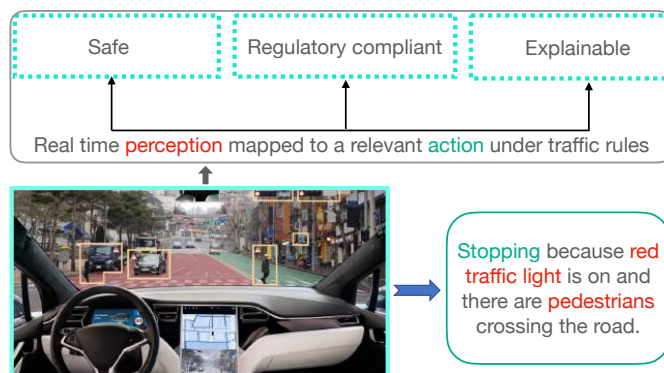 Safe
Regulatory compliant
Explainable
Real time perception mapped to a relevant action under traffic rules
Stopping because red
traffic light is on and
there are pedestrians
crossing the road.